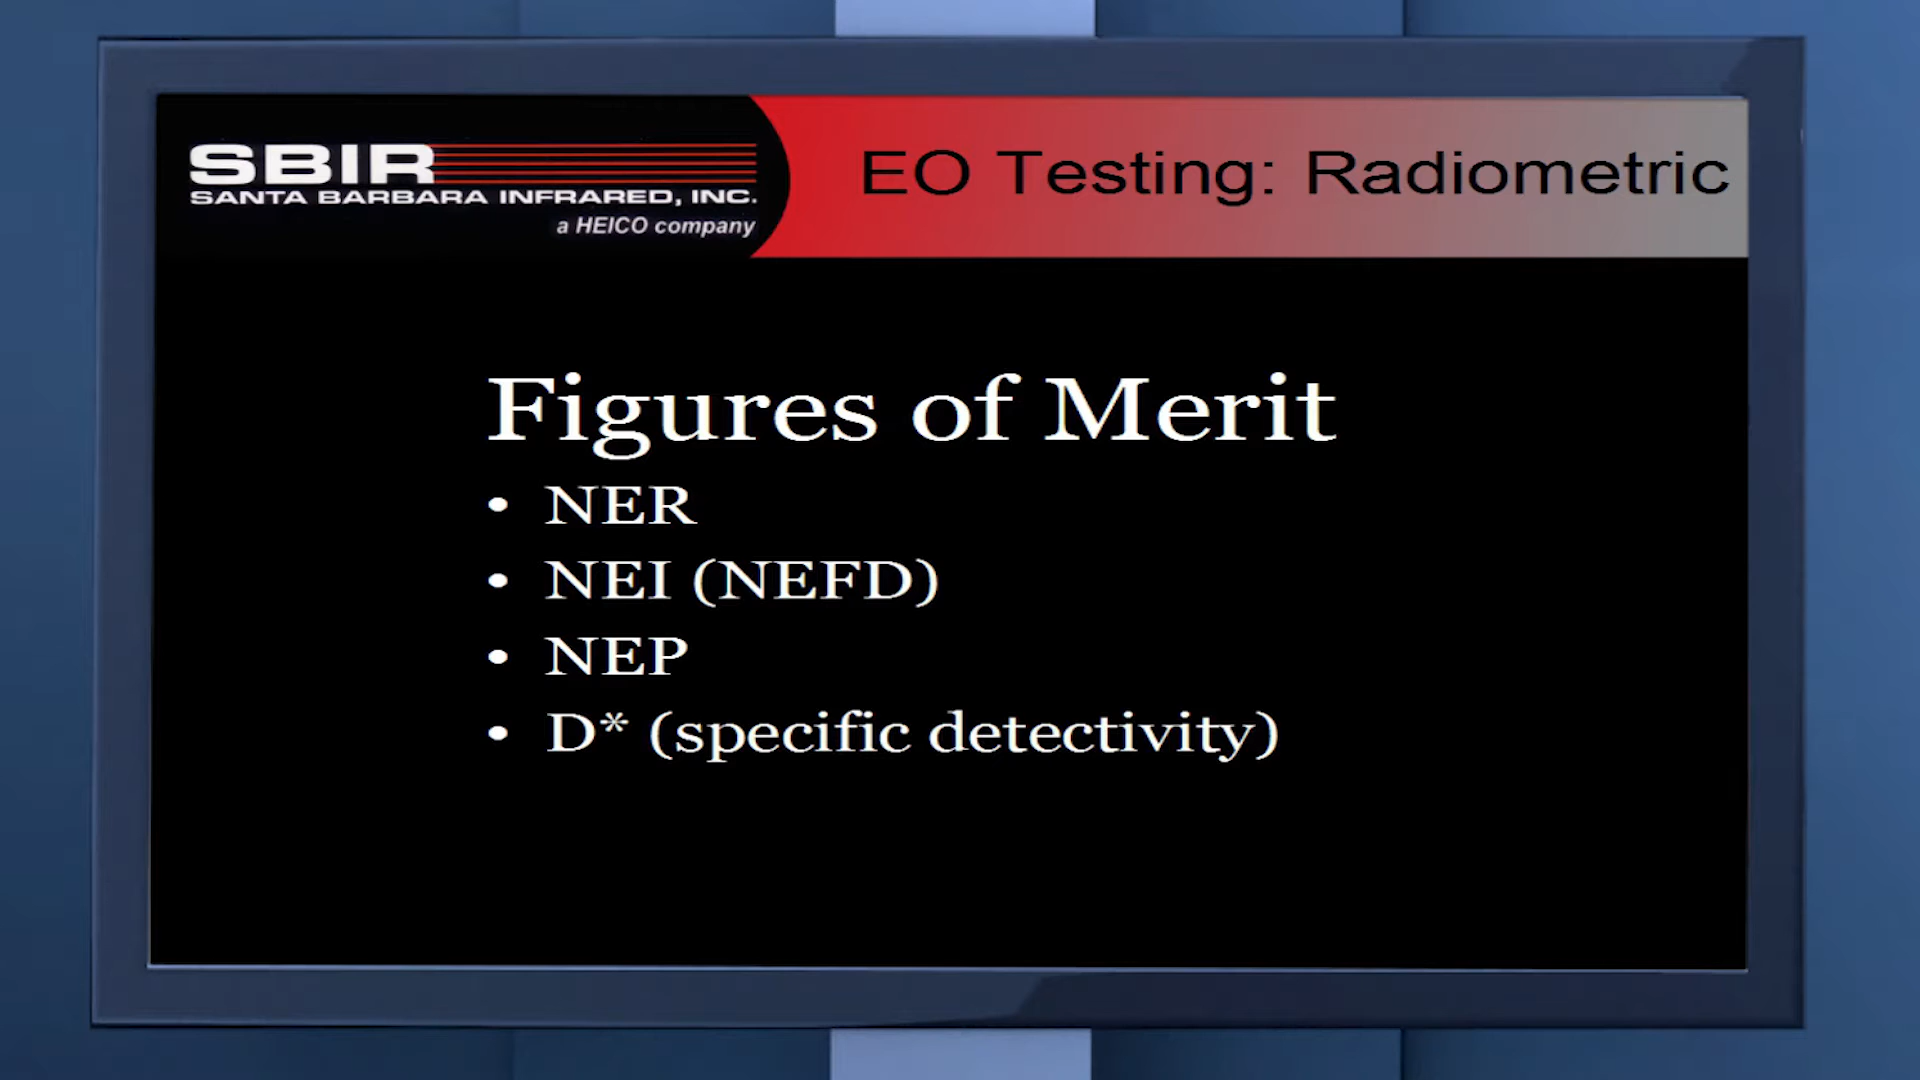 SBIR
SANTA BARBARA INFRARED, INC.
a HEICO company
EO Testing: Radiometric
Figures of Merit
• NER
• NEI (NEFD)
• NEP
• D* (specific detectivity)